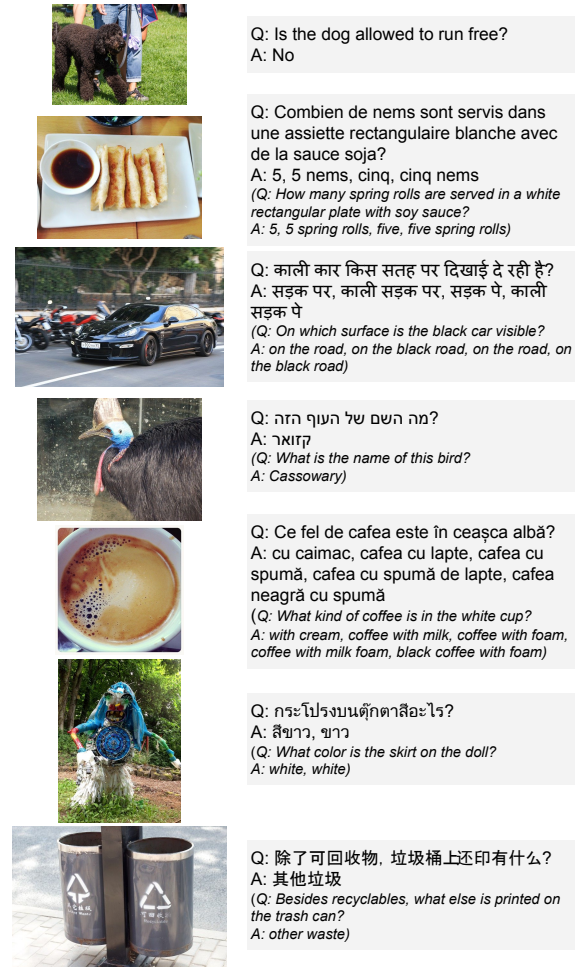 Q: Is the dog allowed to run free?
A: No
Q: Combien de nems sont servis dans
une assiette rectangulaire blanche avec
de la sauce soja?
A: 5, 5 nems, cinq, cinq nems
(Q: How many spring rolls are served in a white
rectangular plate with soy sauce?
A: 5, 5 spring rolls, five, five spring rolls)
Q: काली कार किस सतह पर दिखाई दे रही है?
A: सड़क पर, काली सड़क पर, सड़क पे, काली
सड़क पे
(Q: On which surface is the black car visible?
A: on the road, on the black road, on the road, on
the black road)
Q: מה השם של העוף הזה?
A: קזואר
(Q: What is the name of this bird?
A: Cassowary)
Q: Ce fel de cafea este în ceașca albă?
A: cu caimac, cafea cu lapte, cafea cu
spumă, cafea cu spumă de lapte, cafea
neagră cu spumă
(Q: What kind of coffee is in the white cup?
A: with cream, coffee with milk, coffee with foam,
coffee with milk foam, black coffee with foam)
Q: กระโปรงบนตุ๊กตาสีอะไร?
A: สีขาว, ขาว
(Q: What color is the skirt on the doll?
A: white, white)
Q: 除了可回收物, 垃圾桶上还印有什么?
A: 其他垃圾
(Q: Besides recyclables, what else is printed on
the trash can?
A: other waste)